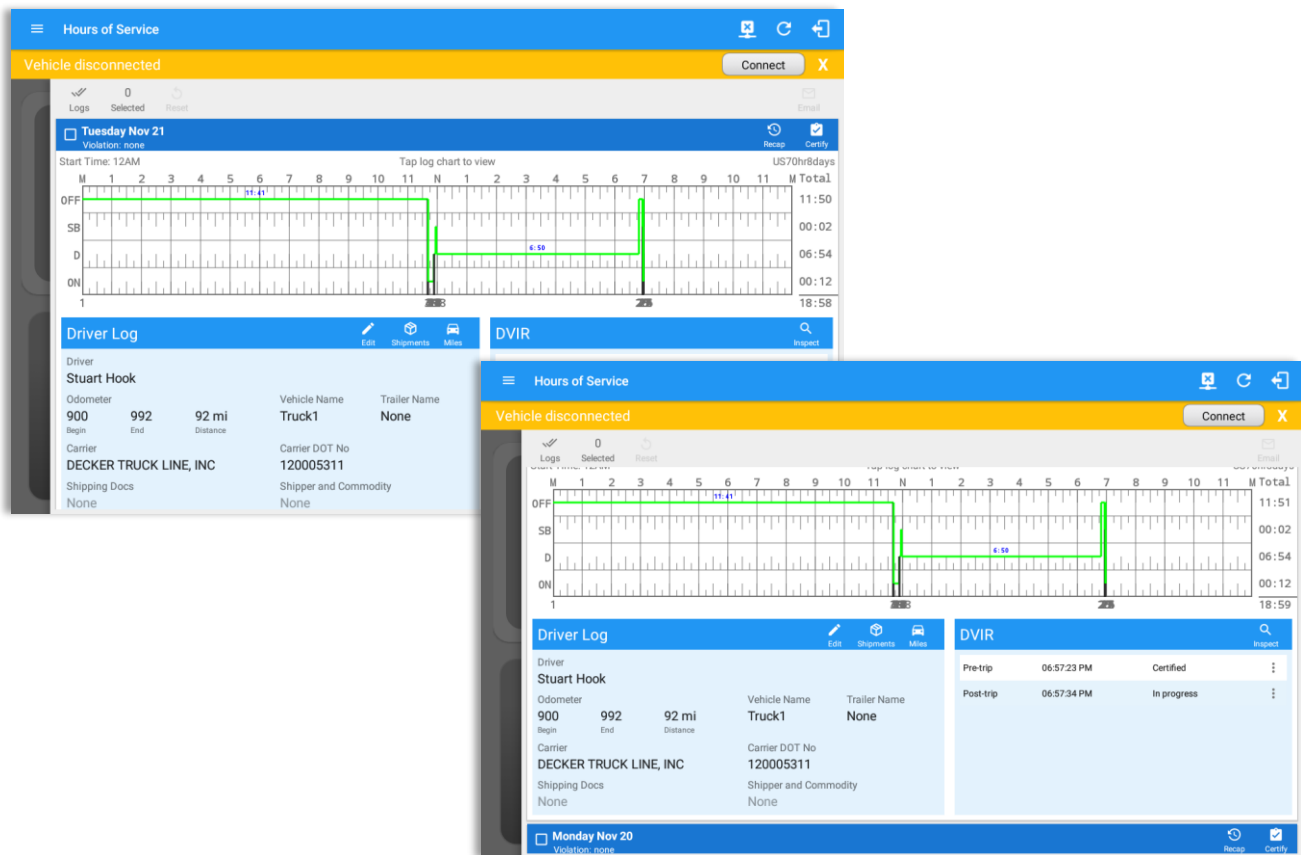 Hours of Service
Vehicle disconnected Connect X
Logs 0 Selected Reset Email
Tuesday Nov 21
Violation: none Recap Certify
Start Time: 12AM Tap log chart to view US70hr8days
M 1 2 3 4 5 6 7 8 9 10 11 N 1 2 3 4 5 6 7 8 9 10 11 M Total
OFF 11:41 11:50
SB 00:02
D 6:50 06:54
ON 00:12
1 18:58
Driver Log Edit Shipments Miles DVIR Inspect
Driver
Stuart Hook
Odometer Vehicle Name Trailer Name
900 992 92 mi Truck1 None
Begin End Distance
Carrier Carrier DOT No
DECKER TRUCK LINE, INC 120005311
Shipping Docs Shipper and Commodity
None None
Hours of Service
Vehicle disconnected Connect X
Logs 0 Selected Reset Email
M 1 2 3 4 5 6 7 8 9 10 11 N 1 2 3 4 5 6 7 8 9 10 11 M Total
OFF 11:41 11:51
SB 00:02
D 6:50 06:54
ON 00:12
1 18:59
Driver Log Edit Shipments Miles DVIR Inspect
Driver
Stuart Hook
Odometer Vehicle Name Trailer Name
900 992 92 mi Truck1 None
Begin End Distance
Carrier Carrier DOT No
DECKER TRUCK LINE, INC 120005311
Shipping Docs Shipper and Commodity
None None
Pre-trip 06:57:23 PM Certified
Post-trip 06:57:34 PM In progress
Monday Nov 20
Violation: none Recap Certify